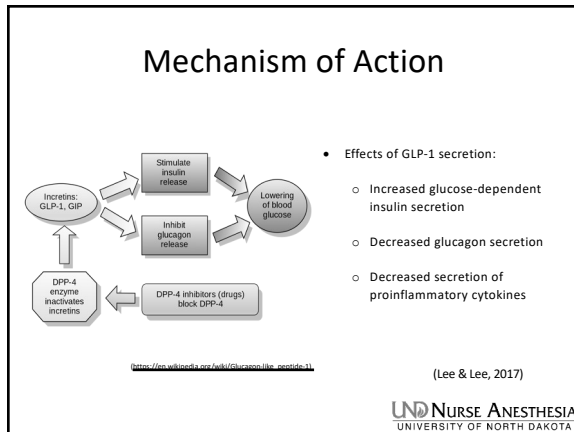 Mechanism of Action
Stimulate
insulin
release
Incretins:
GLP-1, GIP
Lowering
of blood
glucose
Inhibit
glucagon
release
DPP-4
enzyme
inactivates
incretins
DPP-4 inhibitors (drugs)
block DPP-4
(https://en.wikipedia.org/wiki/Glucagon-like_peptide-1)
• Effects of GLP-1 secretion:
o Increased glucose-dependent
insulin secretion
o Decreased glucagon secretion
o Decreased secretion of
proinflammatory cytokines
(Lee & Lee, 2017)
UND NURSE ANESTHESIA
UNIVERSITY OF NORTH DAKOTA